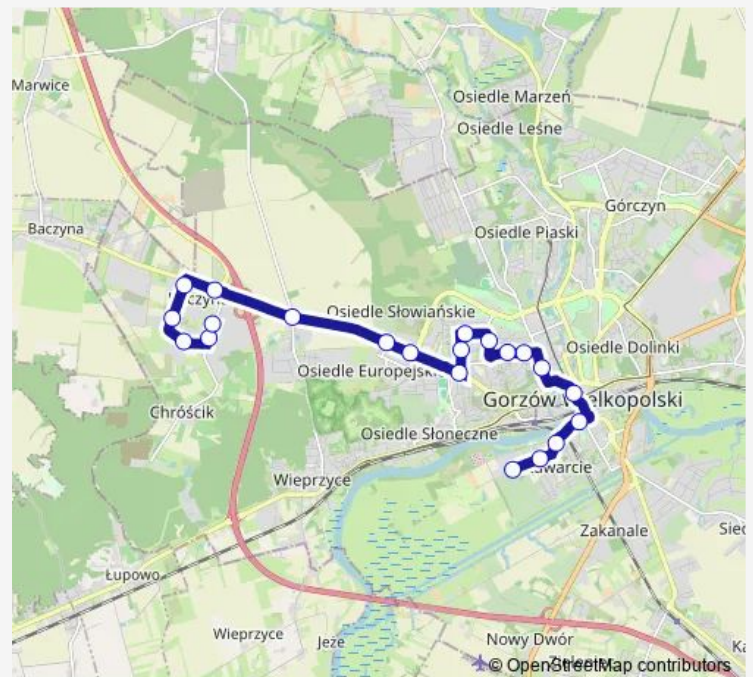 Marwice
Osiedle Marzeń
Osiedle Leśne
Górczyn
Osiedle Piaski
Baczyna
Osiedle Słowiańskie
Osiedle Dolinki
Osiedle Europejskie
Gorzów Wielkopolski
Chróścik
Osiedle Słoneczne
Wieprzyce
Zakanale
Łupowo
Wieprzyce
Jeże
Nowy Dwór
© OpenStreetMap contributors